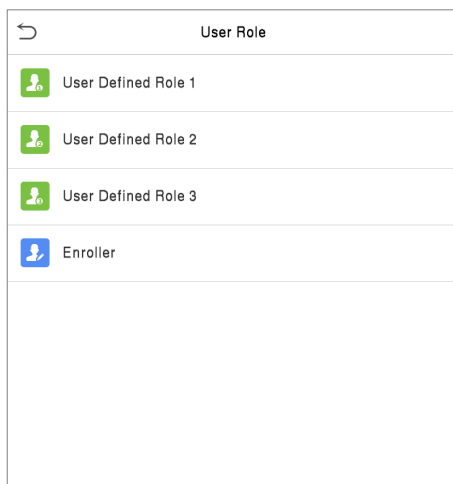 User Role
User Defined Role 1
User Defined Role 2
User Defined Role 3
Enroller